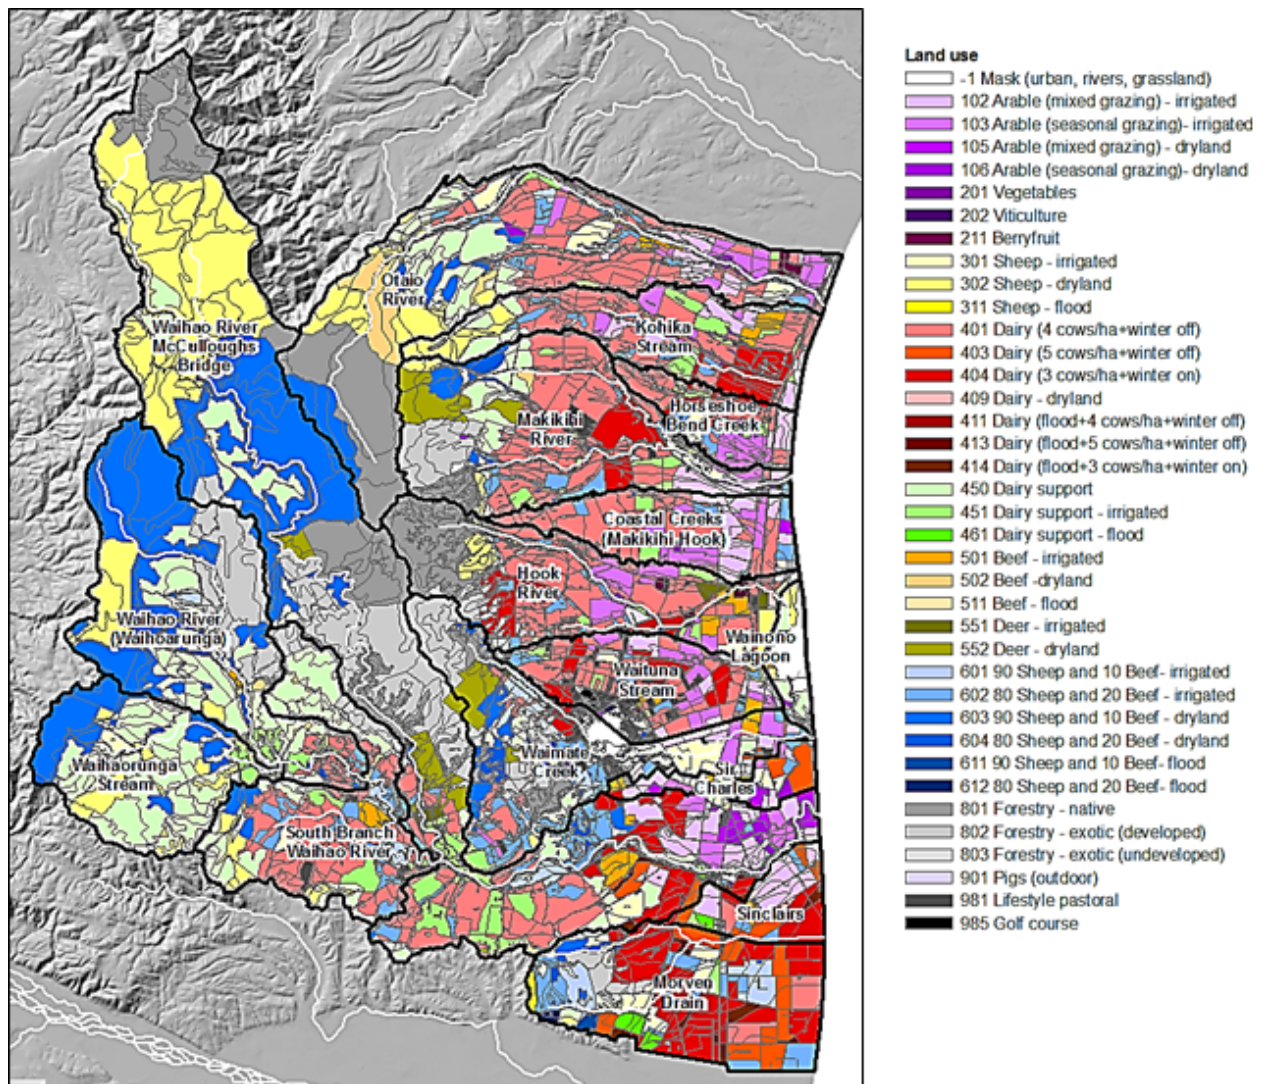 Otaio
River
Waihao River
McCulloughs
Bridge
Kohika
Stream
Horseshoe
Bend Creek
Makikihi
River
Coastal Creeks
(Makikihi Hook)
Hook
River
Waihao River
(Waihoarunga)
Wainono
Lagoon
Waituna
Stream
Waihaorunga
Stream
Waimate
Creek
Sir
Charles
South Branch
Waihao River
Sinclairs
Morven
Drain
Land use
-1 Mask (urban, rivers, grassland)
102 Arable (mixed grazing) - irrigated
103 Arable (seasonal grazing)- irrigated
105 Arable (mixed grazing) - dryland
106 Arable (seasonal grazing)- dryland
201 Vegetables
202 Viticulture
211 Berryfruit
301 Sheep - irrigated
302 Sheep - dryland
311 Sheep - flood
401 Dairy (4 cows/ha+winter off)
403 Dairy (5 cows/ha+winter off)
404 Dairy (3 cows/ha+winter on)
409 Dairy - dryland
411 Dairy (flood+4 cows/ha+winter off)
413 Dairy (flood+5 cows/ha+winter off)
414 Dairy (flood+3 cows/ha+winter on)
450 Dairy support
451 Dairy support - irrigated
461 Dairy support - flood
501 Beef - irrigated
502 Beef -dryland
511 Beef - flood
551 Deer - irrigated
552 Deer - dryland
601 90 Sheep and 10 Beef- irrigated
602 80 Sheep and 20 Beef - irrigated
603 90 Sheep and 10 Beef - dryland
604 80 Sheep and 20 Beef - dryland
611 90 Sheep and 10 Beef- flood
612 80 Sheep and 20 Beef- flood
801 Forestry - native
802 Forestry - exotic (developed)
803 Forestry - exotic (undeveloped)
901 Pigs (outdoor)
981 Lifestyle pastoral
985 Golf course